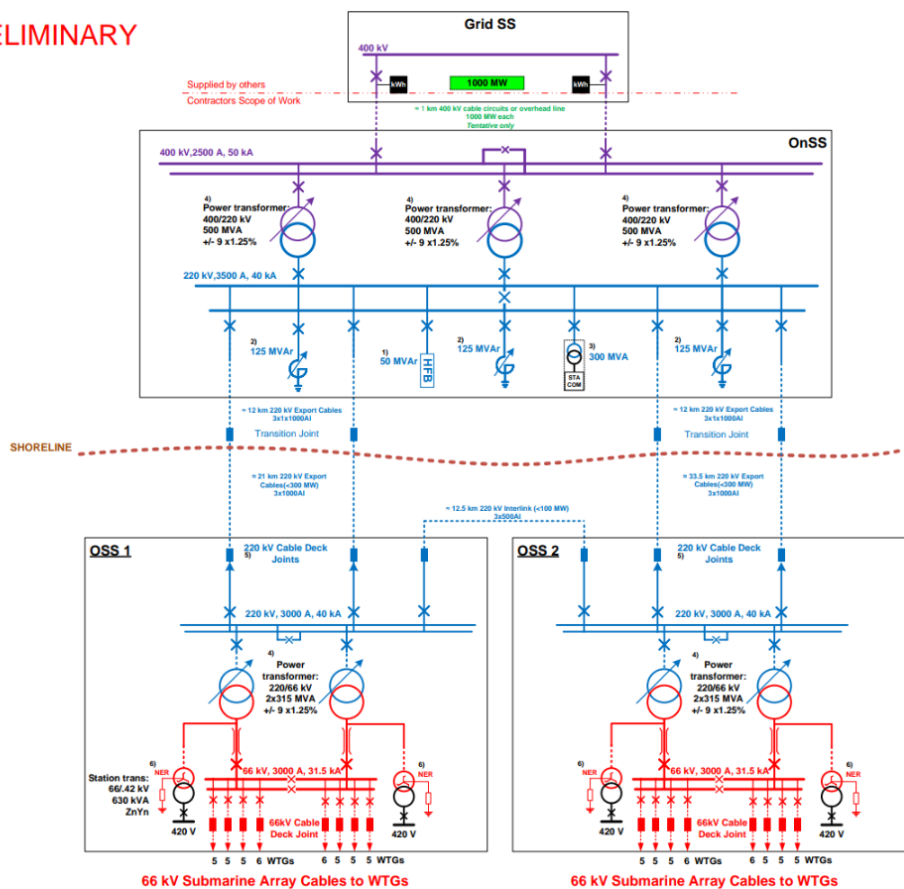 ELIMINARY
Grid SS
400 kV
kWh
1000 MW
kWh
Supplied by others
Contractors Scope of Work
≈ 1 km 400 kV cable circuits or overhead line
1000 MW each
Tentative only
OnSS
400 kV,2500 A, 50 kA
4)
Power transformer:
400/220 kV
500 MVA
+/- 9 x1.25%
4)
Power transformer:
400/220 kV
500 MVA
+/- 9 x1.25%
4)
Power transformer:
400/220 kV
500 MVA
+/- 9 x1.25%
220 kV,3500 A, 40 kA
2)
125 MVAr
1)
50 MVAr
HFB
2)
125 MVAr
3)
300 MVA
STA
COM
2)
125 MVAr
≈ 12 km 220 kV Export Cables
3x1x1000Al
Transition Joint
≈ 12 km 220 kV Export Cables
3x1x1000Al
Transition Joint
SHORELINE
≈ 21 km 220 kV Export
Cables(<300 MW)
3x1000Al
≈ 33.5 km 220 kV Export
Cables(<300 MW)
3x1000Al
≈ 12.5 km 220 kV Interlink (<100 MW)
3x500Al
OSS 1
220 kV Cable Deck
5)
Joints
220 kV, 3000 A, 40 kA
4)
Power
transformer:
220/66 kV
2x315 MVA
+/- 9 x1.25%
6)
NER
Station trans:
66/.42 kV
630 kVA
ZnYn
420 V
66 kV, 3000 A, 31.5 kA
6)
NER
420 V
66kV Cable
Deck Joint
5 5 5 6 WTGs 6 5 5 5 WTGs
66 kV Submarine Array Cables to WTGs
OSS 2
220 kV Cable Deck
5)
Joints
220 kV, 3000 A, 40 kA
4)
Power
transformer:
220/66 kV
2x315 MVA
+/- 9 x1.25%
6)
NER
420 V
66 kV, 3000 A, 31.5 kA
6)
NER
420 V
66kV Cable
Deck Joint
5 5 5 6 WTGs 6 5 5 5 WTGs
66 kV Submarine Array Cables to WTGs